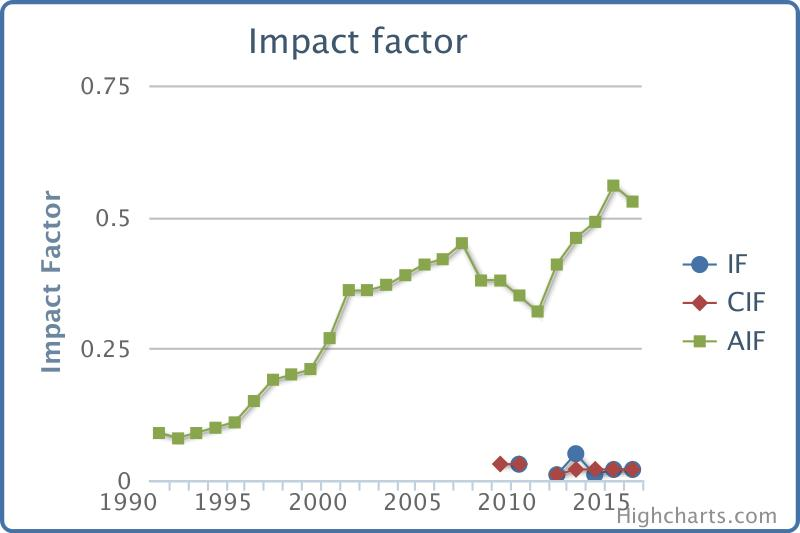 Impact factor
Impact Factor
0.75
0.5
0.25
0
1990 1995 2000 2005 2010 2015
IF
CIF
AIF
Highcharts.com